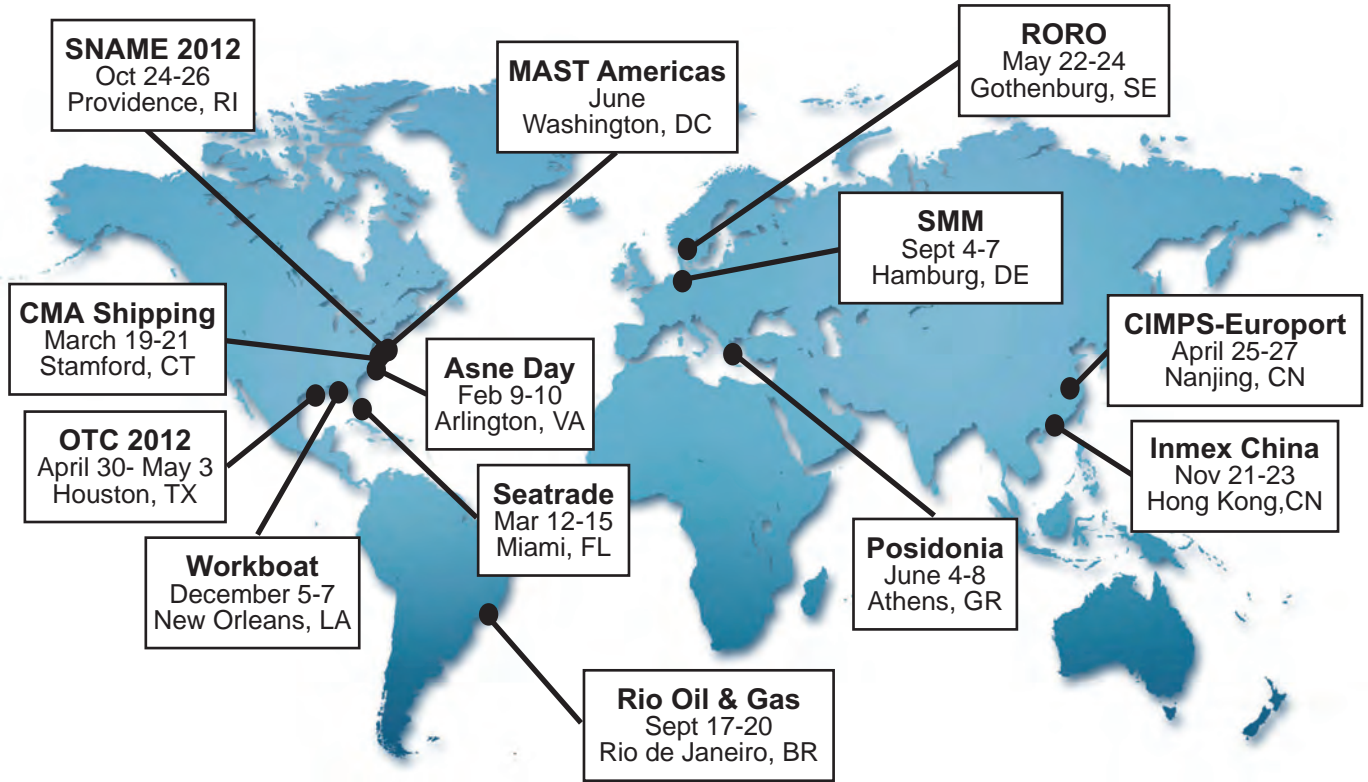 SNAME 2012
Oct 24-26
Providence, RI
MAST Americas
June
Washington, DC
RORO
May 22-24
Gothenburg, SE
SMM
Sept 4-7
Hamburg, DE
CMA Shipping
March 19-21
Stamford, CT
Asne Day
Feb 9-10
Arlington, VA
CIMPS-Europort
April 25-27
Nanjing, CN
OTC 2012
April 30- May 3
Houston, TX
Seatrade
Mar 12-15
Miami, FL
Inmex China
Nov 21-23
Hong Kong,CN
Workboat
December 5-7
New Orleans, LA
Posidonia
June 4-8
Athens, GR
Rio Oil & Gas
Sept 17-20
Rio de Janeiro, BR